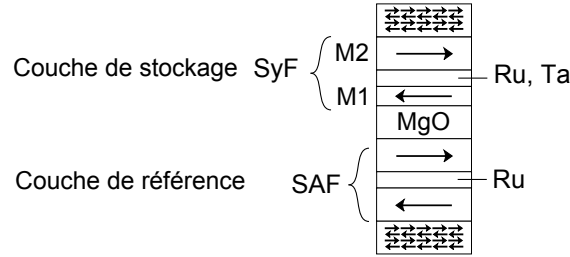 M2
Couche de stockage SyF
Ru, Ta
M1
MgO
Couche de référence SAF
Ru